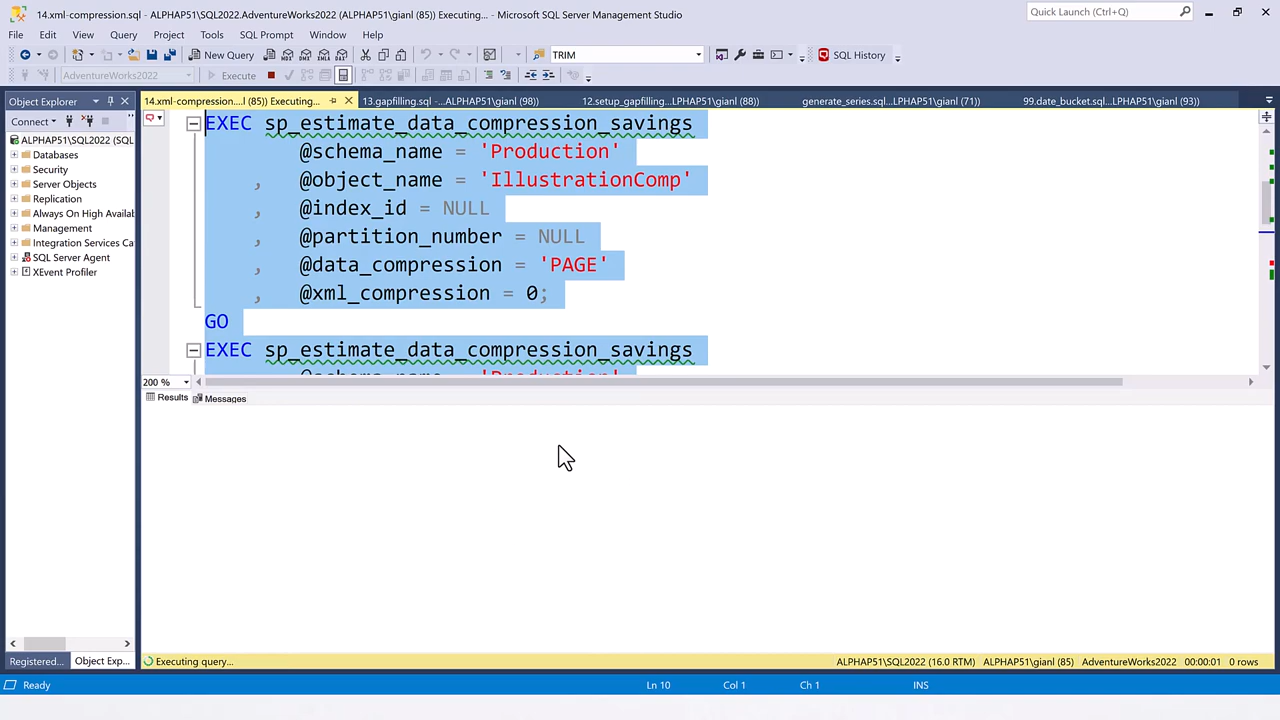 14.xml-compression.sql - ALPHAP51\SQL2022.AdventureWorks2022 (ALPHAP51\gianl (85)) Executing... - Microsoft SQL Server Management Studio
Quick Launch (Ctrl+Q)
File Edit View Query Project Tools SQL Prompt Window Help
New Query TRIM SQL History
AdventureWorks2022 Execute
Object Explorer
14.xml-compression....l (85)) Executing... 13.gapfilling.sql - ...ALPHAP51\gianl (98)) 12.setup_gapfilling....LPHAP51\gianl (88)) generate_series.sql...LPHAP51\gianl (71)) 99.date_bucket.sql...LPHAP51\gianl (93))
Connect
ALPHAP51\SQL2022 (SQL
Databases
Security
Server Objects
Replication
Always On High Availab
Management
Integration Services Ca
SQL Server Agent
XEvent Profiler
EXEC sp_estimate_data_compression_savings
@schema_name = 'Production'
, @object_name = 'IllustrationComp'
, @index_id = NULL
, @partition_number = NULL
, @data_compression = 'PAGE'
, @xml_compression = 0;
GO
EXEC sp_estimate_data_compression_savings
@schema_name = 'Production'
200 %
Results Messages
Registered... Object Exp...
Executing query... ALPHAP51\SQL2022 (16.0 RTM) ALPHAP51\gianl (85) AdventureWorks2022 00:00:01 0 rows
Ready Ln 10 Col 1 Ch 1 INS